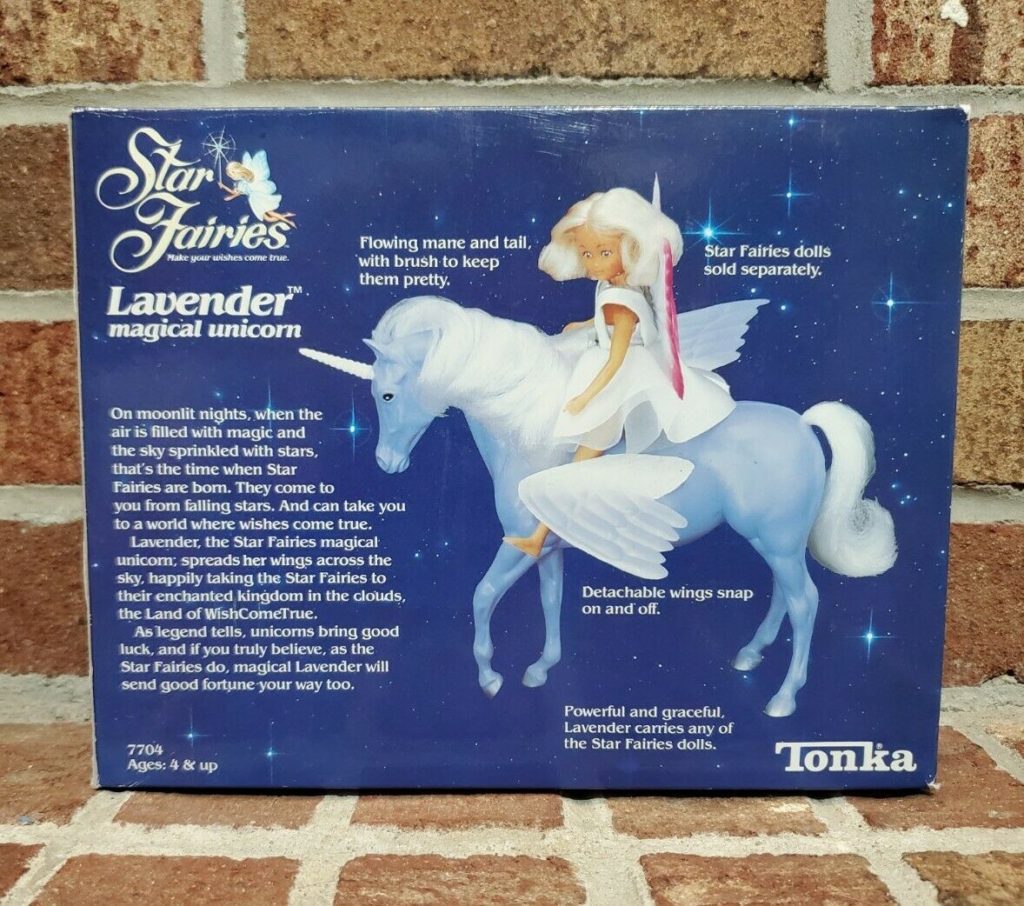 Star
Fairies
Make your wishes come true.
Lavender™
magical unicorn
Flowing mane and tail,
with brush to keep
them pretty.
Star Fairies dolls
sold separately.
On moonlit nights, when the
air is filled with magic and
the sky sprinkled with stars,
that's the time when Star
Fairies are born. They come to
you from falling stars. And can take you
to a world where wishes come true.
Lavender, the Star Fairies magical
unicorn, spreads her wings across the
sky, happily taking the Star Fairies to
their enchanted kingdom in the clouds,
the Land of WishComeTrue.
As legend tells, unicorns bring good
luck, and if you truly believe, as the
Star Fairies do, magical Lavender will
send good fortune your way too.
Detachable wings snap
on and off.
Powerful and graceful,
Lavender carries any of
the Star Fairies dolls.
7704
Ages: 4 & up
Tonka®